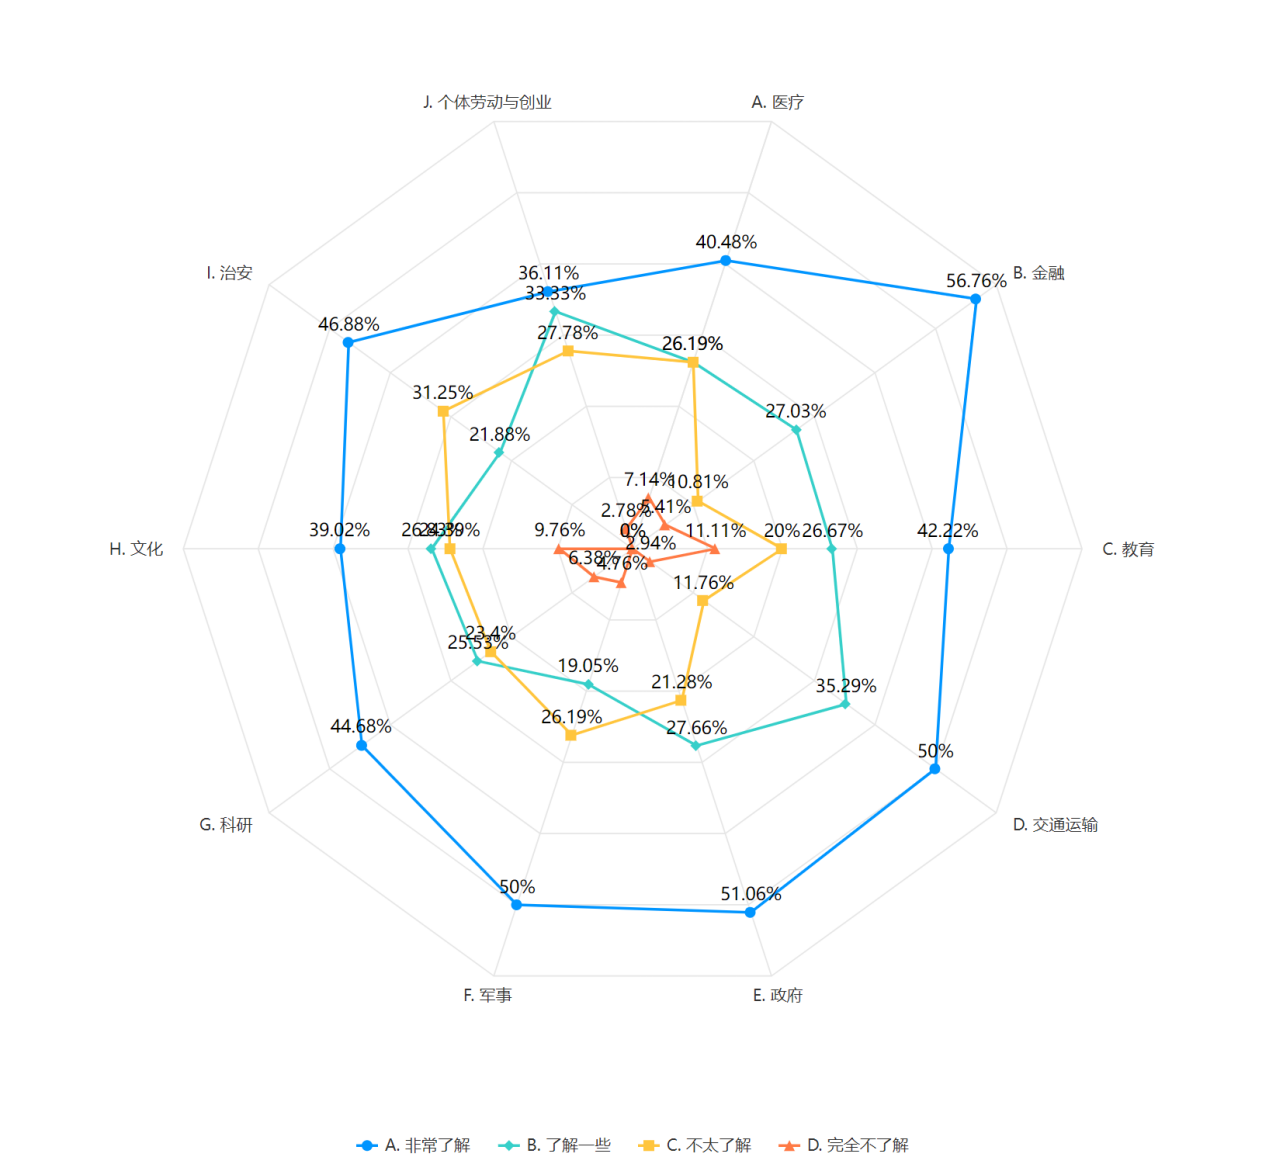 J. 个体劳动与创业
A. 医疗
40.48%
I. 治安
36.11%
B. 金融
56.76%
33.33%
46.88%
27.78%
26.19%
31.25%
27.03%
21.88%
7.14%
10.81%
2.78%
5.41%
39.02%
26.83%
24.39%
9.76%
0%
11.11%
20%
26.67%
42.22%
H. 文化
2.94%
C. 教育
6.38%
4.76%
11.76%
23.4%
25.53%
19.05%
21.28%
35.29%
26.19%
27.66%
44.68%
50%
G. 科研
D. 交通运输
50%
51.06%
F. 军事
E. 政府
A. 非常了解
B. 了解一些
C. 不太了解
D. 完全不了解